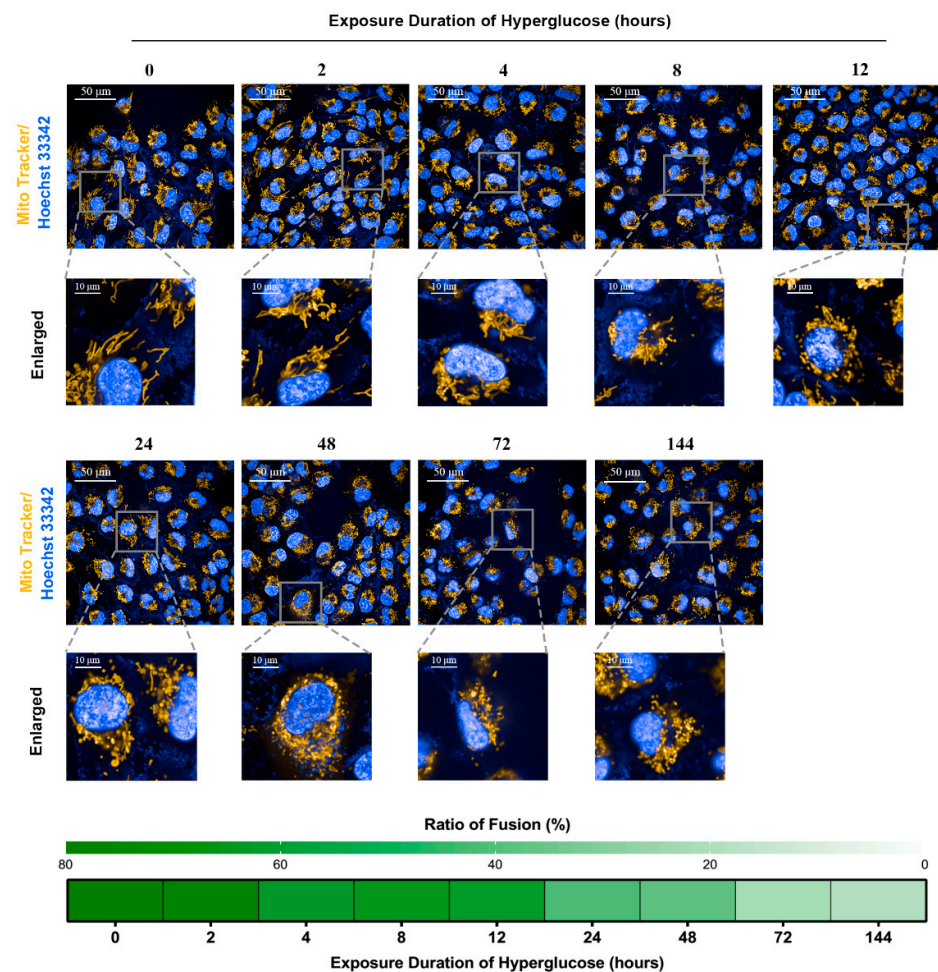 Exposure Duration of Hyperglucose (hours)
0 2 4 8 12
Mito Tracker/
Hoechst 33342
50 μm 50 μm 50 μm 50 μm 50 μm
Enlarged
10 μm 10 μm 10 μm 10 μm 10 μm
24 48 72 144
Mito Tracker/
Hoechst 33342
50 μm 50 μm 50 μm 50 μm
Enlarged
10 μm 10 μm 10 μm 10 μm
Ratio of Fusion (%)
80 60 40 20 0
0 2 4 8 12 24 48 72 144
Exposure Duration of Hyperglucose (hours)